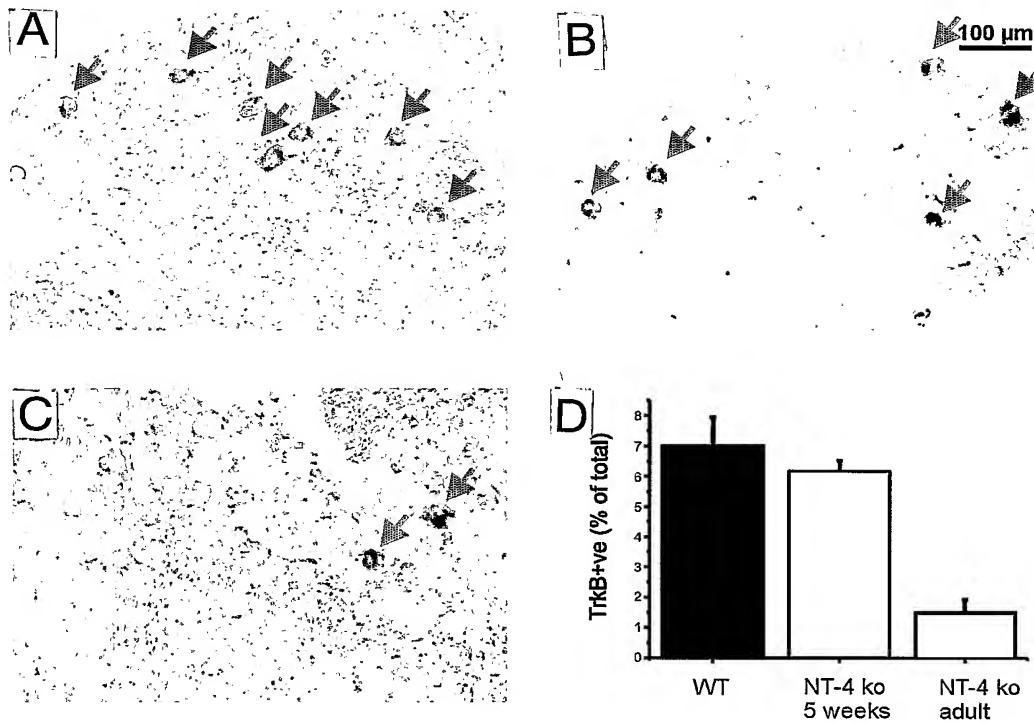 A
B
100 µm
C
D
TrkB+ve (% of total)
8
7
6
5
4
3
2
1
0
WT
NT-4 ko
5 weeks
NT-4 ko
adult